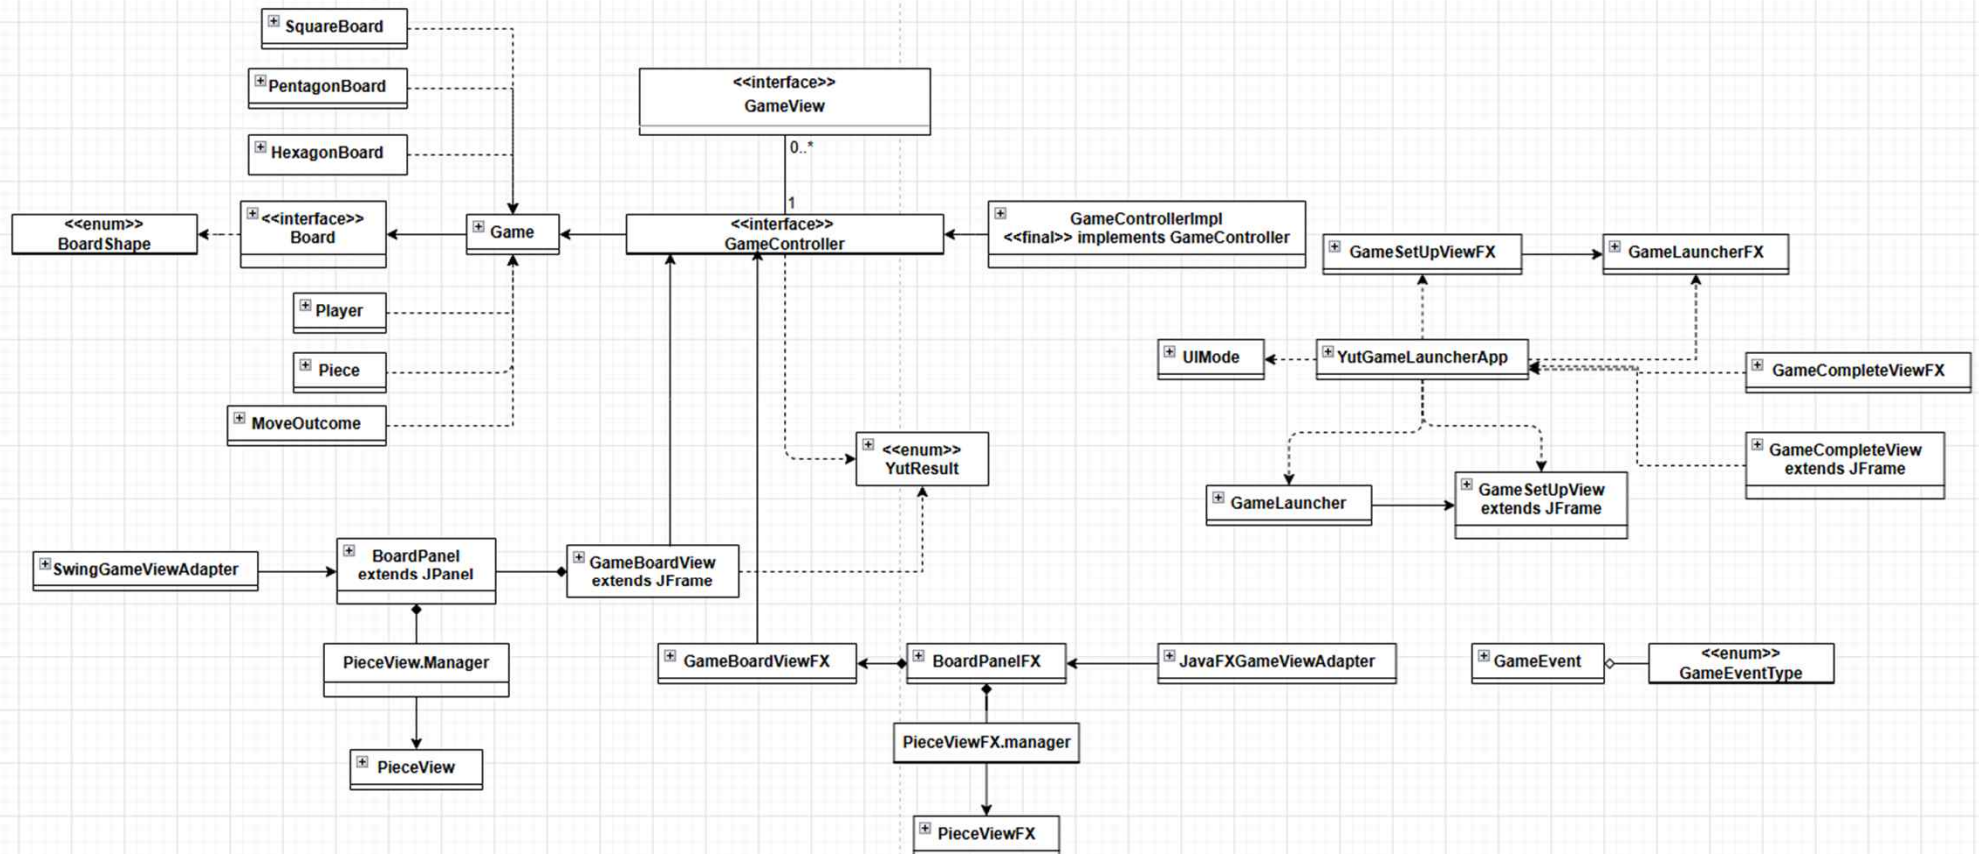 SquareBoard
PentagonBoard
HexagonBoard
<<interface>>
GameView
0..*
1
<<enum>>
BoardShape
<<interface>>
Board
Game
<<interface>>
GameController
GameControllerImpl
<<final>> implements GameController
GameSetUpViewFX
GameLauncherFX
Player
Piece
MoveOutcome
UIMode
YutGameLauncherApp
GameCompleteViewFX
<<enum>>
YutResult
GameCompleteView
extends JFrame
GameLauncher
GameSetUpView
extends JFrame
SwingGameViewAdapter
BoardPanel
extends JPanel
GameBoardView
extends JFrame
PieceView.Manager
GameBoardViewFX
BoardPanelFX
JavaFXGameViewAdapter
GameEvent
<<enum>>
GameEventType
PieceViewFX.manager
PieceView
PieceViewFX